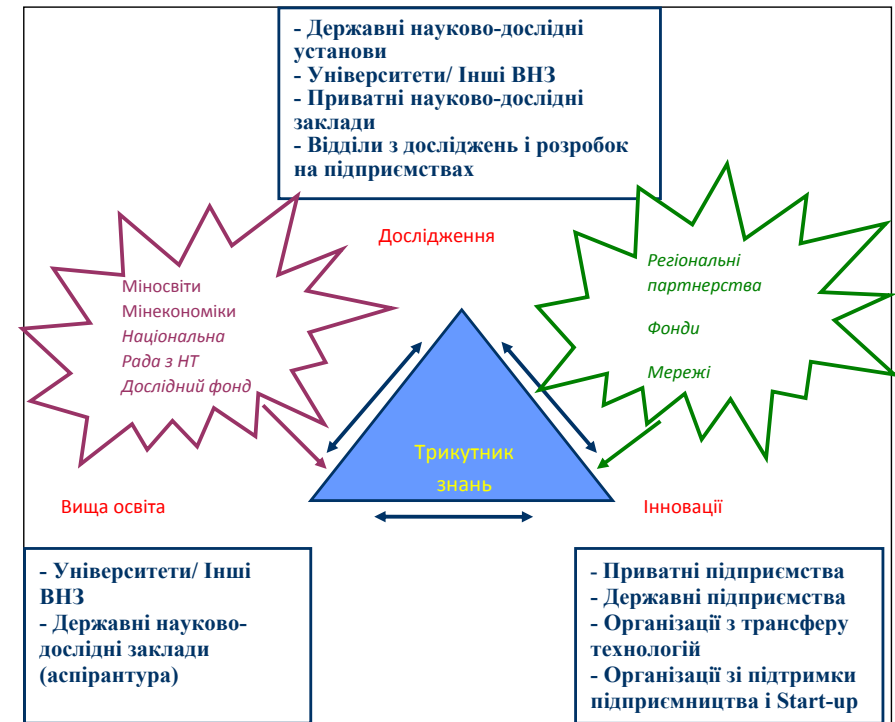 - Державні науково-дослідні
установи
- Університети/ Інші ВНЗ
- Приватні науково-дослідні
заклади
- Відділи з досліджень і розробок
на підприємствах
Дослідження
Міносвіти
Мінекономіки
Національна
Рада з НТ
Дослідний фонд
Регіональні
партнерства
Фонди
Мережі
Трикутник
знань
Вища освіта
Інновації
- Університети/ Інші
ВНЗ
- Державні науково-
дослідні заклади
(аспірантура)
- Приватні підприємства
- Державні підприємства
- Організації з трансферу
технологій
- Організації зі підтримки
підприємництва і Start-up